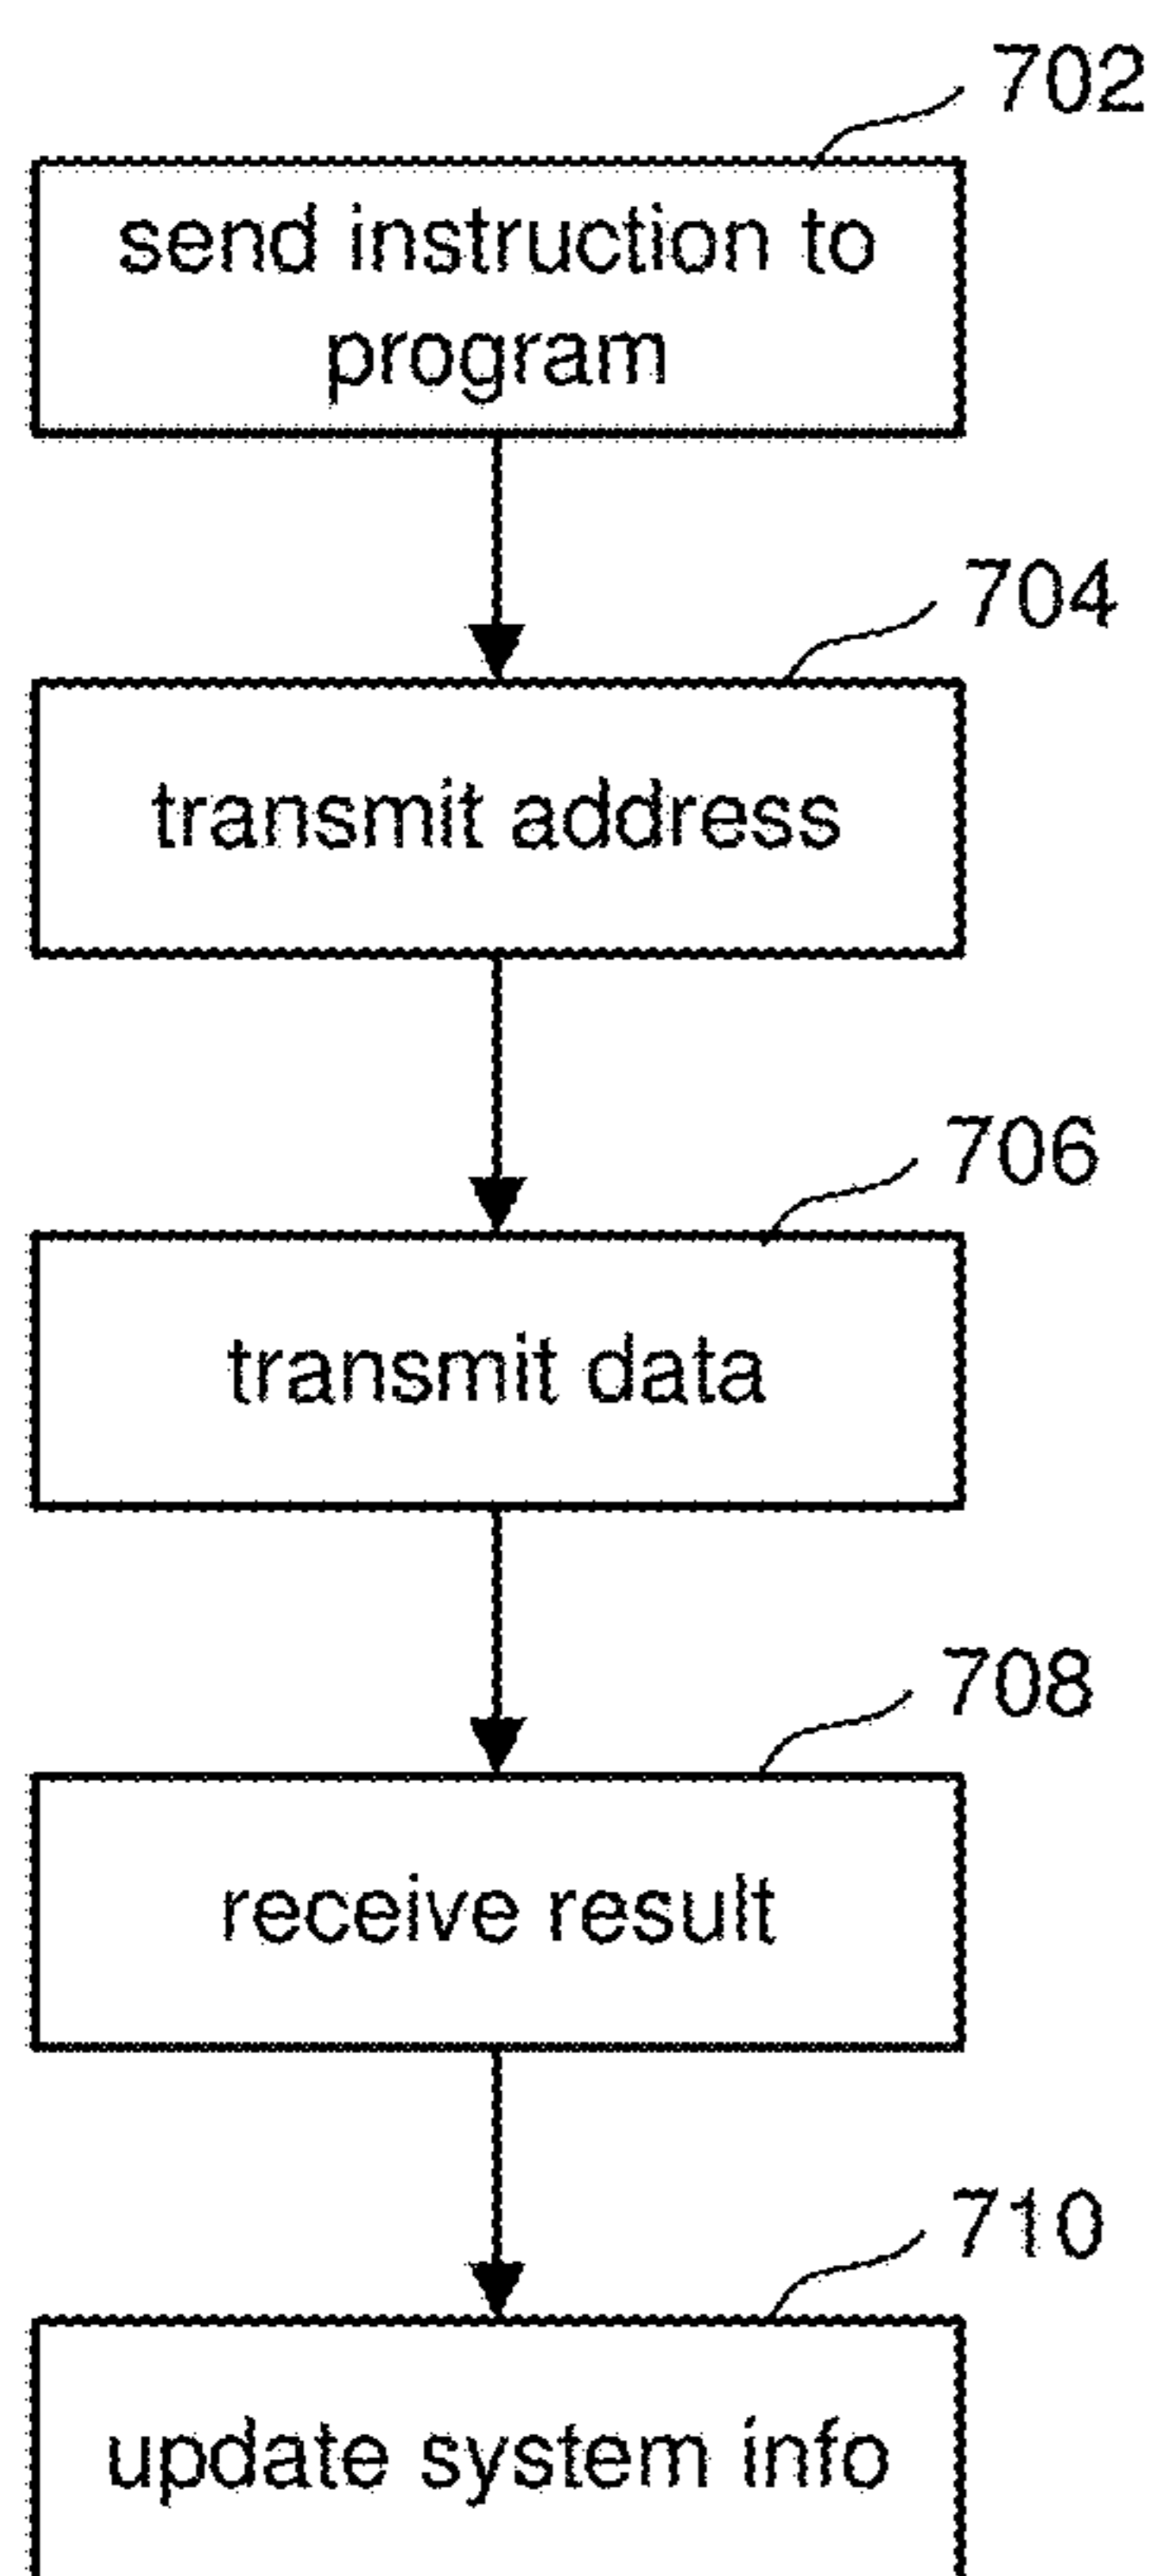 702
send instruction to
program
704
transmit address
706
transmit data
708
receive result
710
update system info